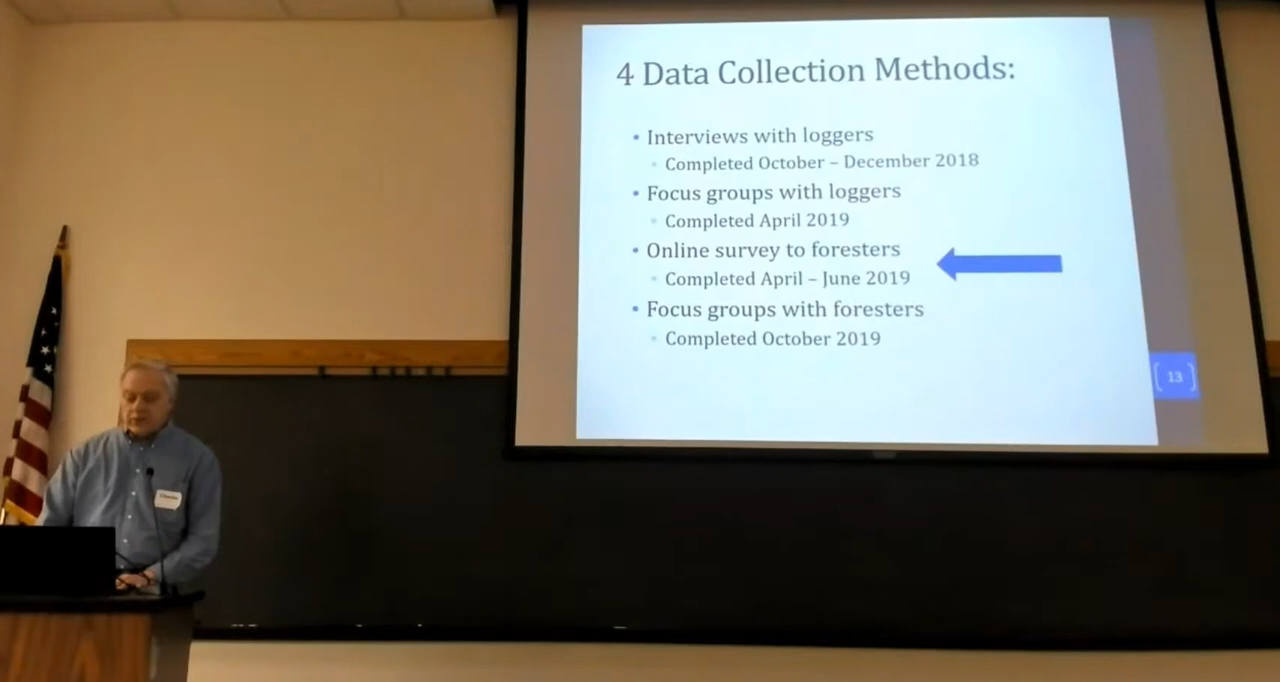 4 Data Collection Methods:
• Interviews with loggers
• Completed October – December 2018
• Focus groups with loggers
• Completed April 2019
• Online survey to foresters
• Completed April – June 2019
• Focus groups with foresters
• Completed October 2019
13